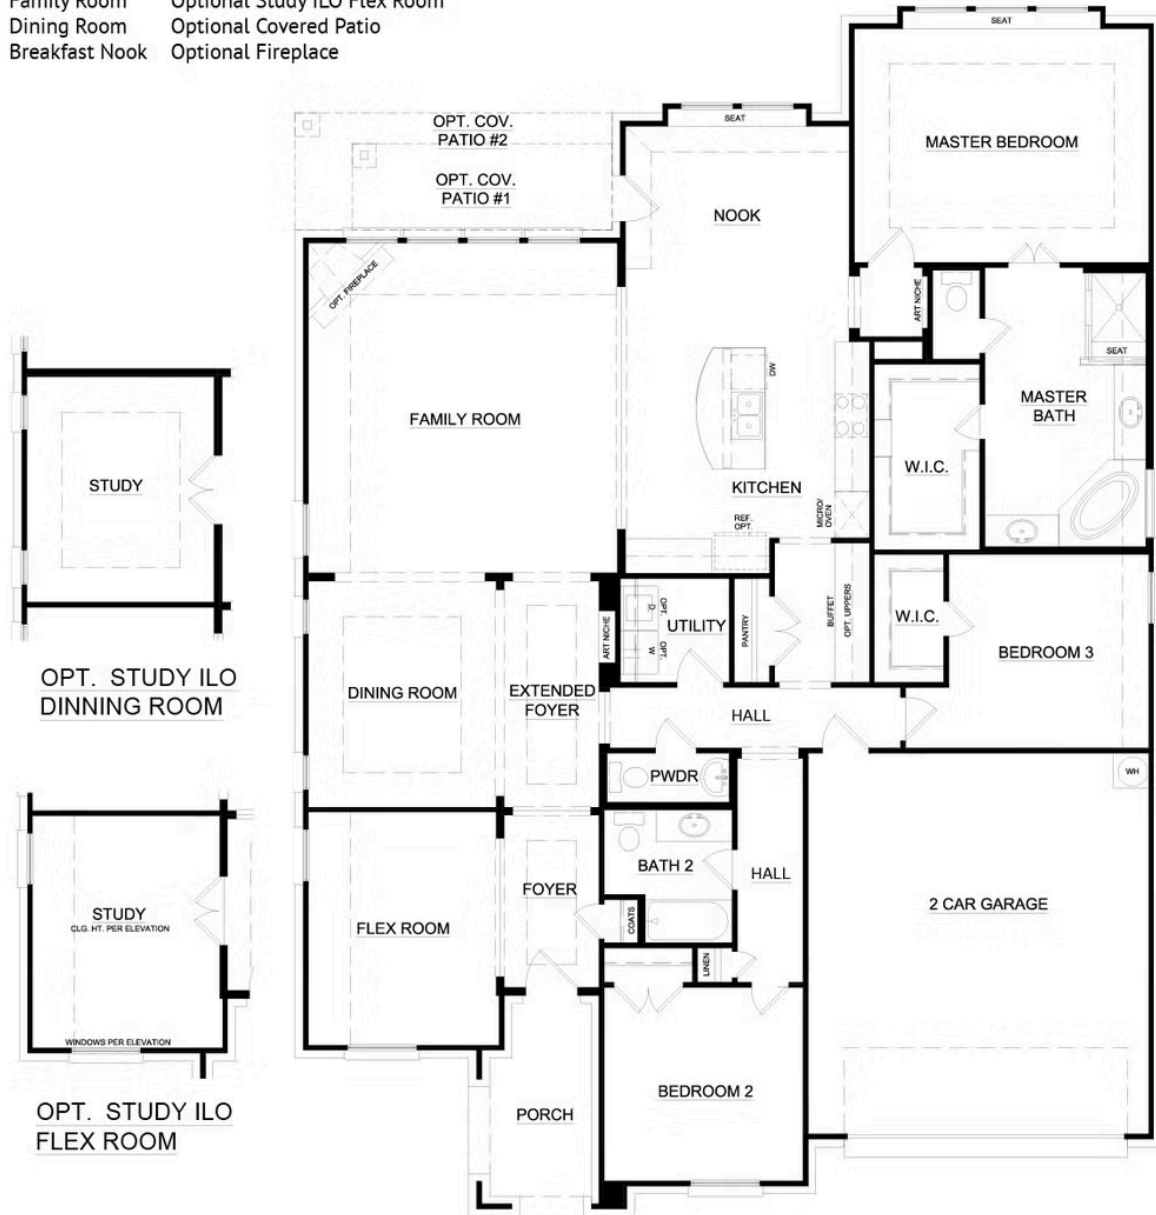 Family Room Optional Study ILO Flex Room
Dining Room Optional Covered Patio
Breakfast Nook Optional Fireplace
SEAT
MASTER BEDROOM
SEAT
OPT. COV.
PATIO #2
OPT. COV.
PATIO #1
NOOK
OPT. FIREPLACE
ART NICHE
SEAT
DW
MASTER
BATH
FAMILY ROOM
W.I.C.
STUDY
KITCHEN
MICRO/
OVEN
REF.
OPT.
OPT.
D.
OPT.
W
UTILITY
PANTRY
BUFFET
OPT. UPPERS
W.I.C.
ART NICHE
BEDROOM 3
OPT. STUDY ILO
DINNING ROOM
DINING ROOM
EXTENDED
FOYER
HALL
PWDR
WH
BATH 2
HALL
FOYER
2 CAR GARAGE
STUDY
CLG. HT. PER ELEVATION
FLEX ROOM
COATS
LINEN
WINDOWS PER ELEVATION
BEDROOM 2
PORCH
OPT. STUDY ILO
FLEX ROOM